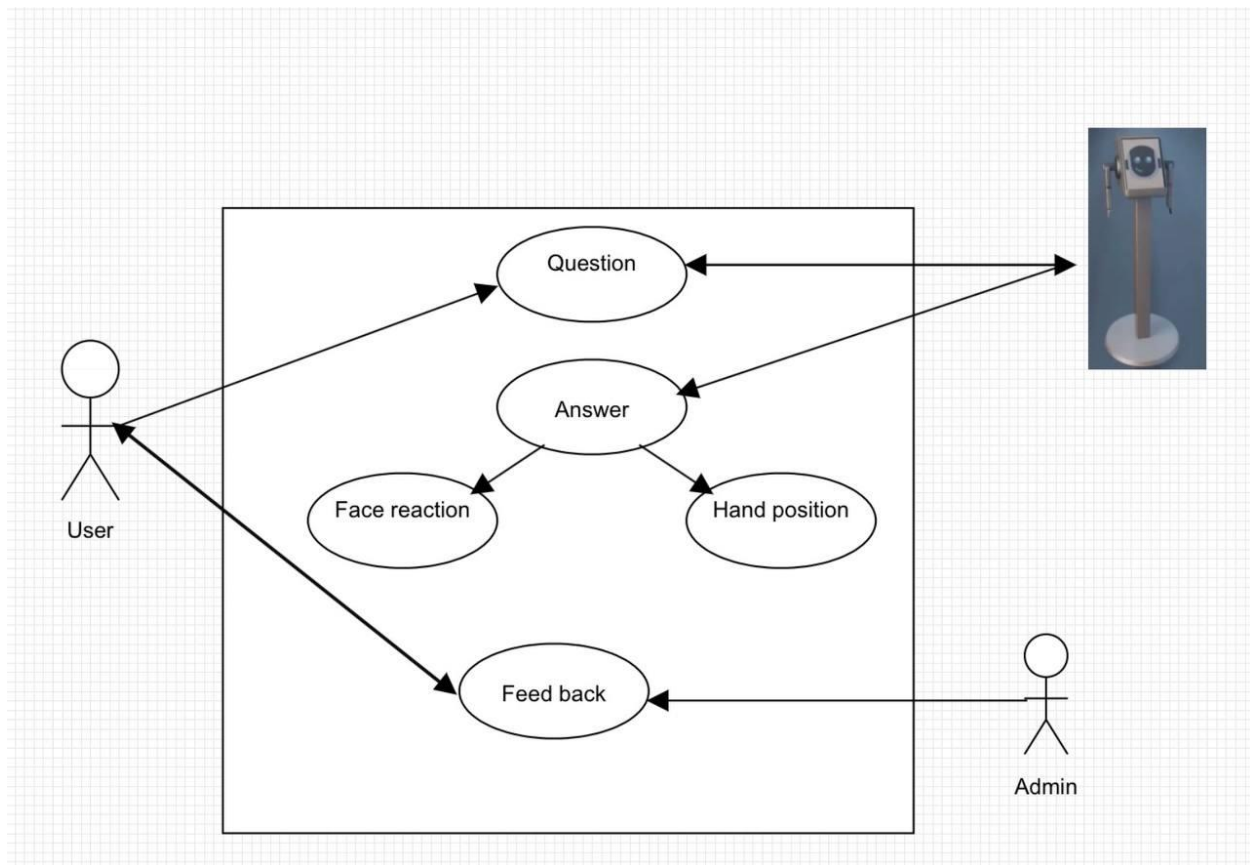 Question
Answer
Face reaction
Hand position
User
Feed back
Admin